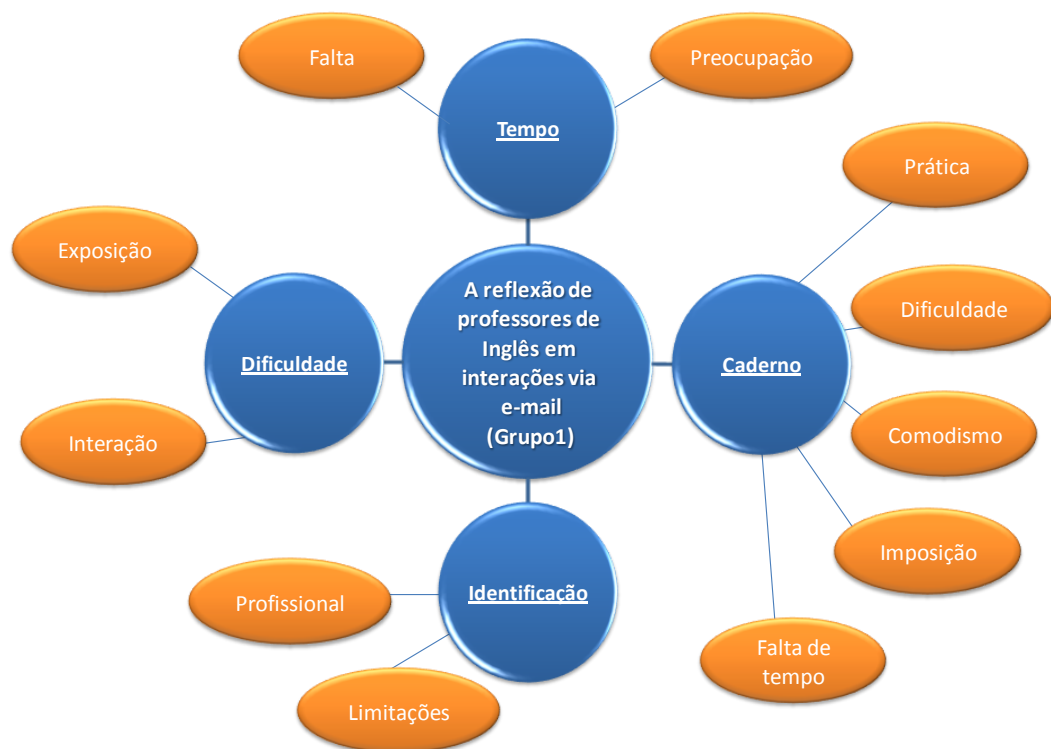 Falta
Preocupação
Tempo
Prática
Exposição
Dificuldade
A reflexão de
professores de
Inglês em
interações via
e-mail
(Grupo1)
Dificuldade
Caderno
Interação
Comodismo
Imposição
Profissional
Identificação
Falta de
tempo
Limitações